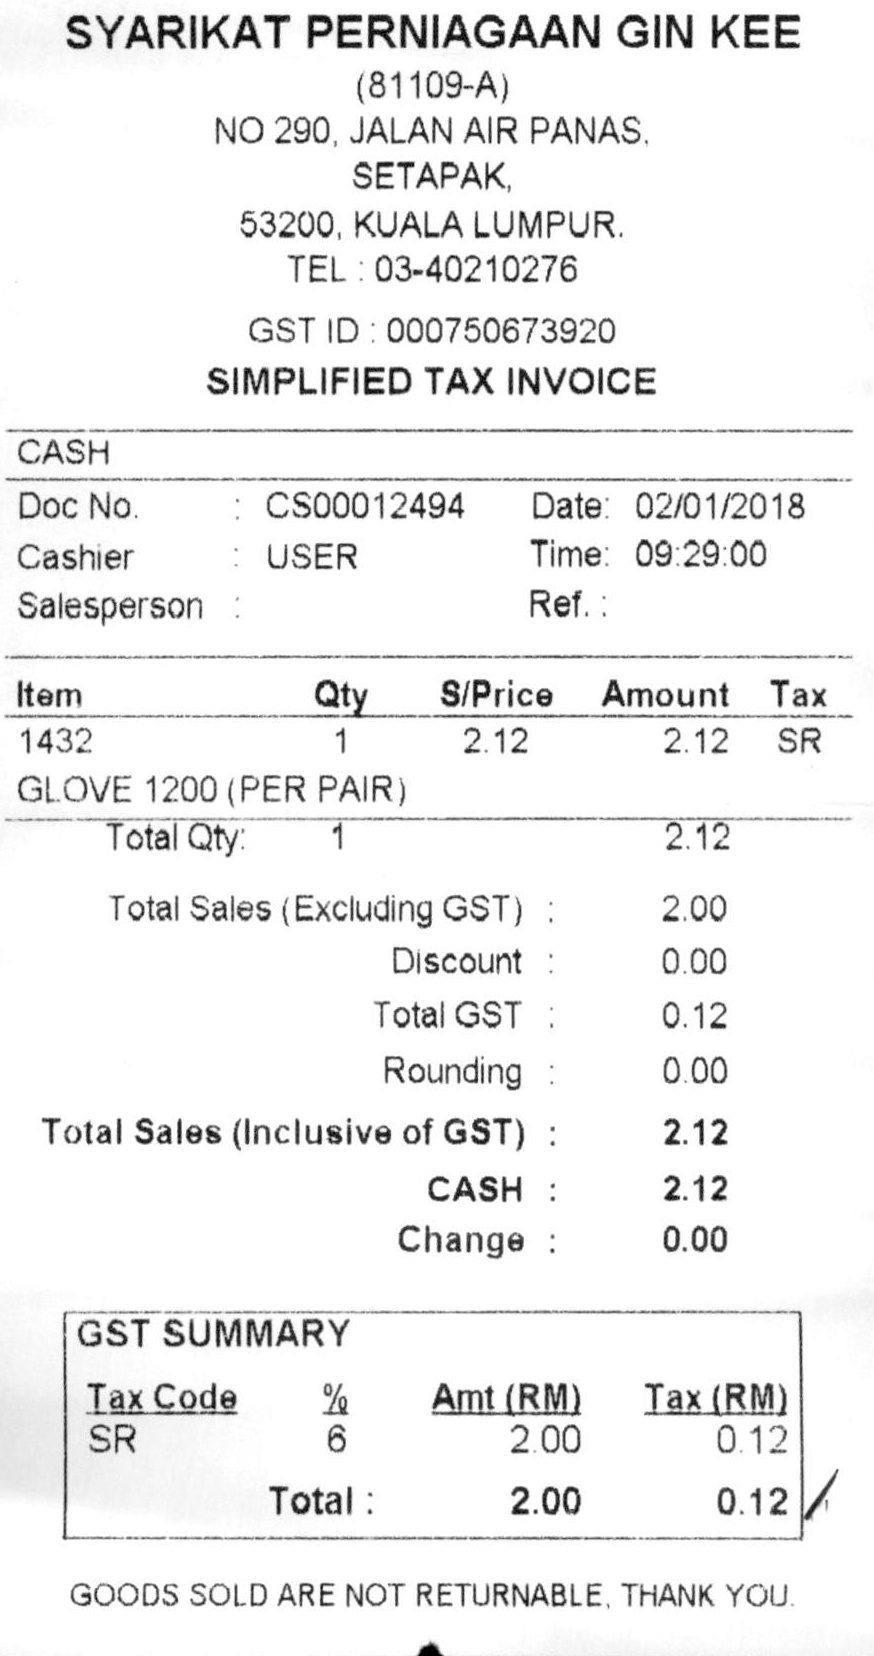 SYARIKAT PERNIAGAAN GIN KEE
(81109-A)
NO 290, JALAN AIR PANAS,
SETAPAK,
53200, KUALA LUMPUR.
TEL : 03-40210276
GST ID : 000750673920
SIMPLIFIED TAX INVOICE
CASH
Doc No. : CS00012494 Date: 02/01/2018
Cashier : USER Time: 09:29:00
Salesperson : Ref. :
Item Qty S/Price Amount Tax
1432 1 2.12 2.12 SR
GLOVE 1200 (PER PAIR)
Total Qty: 1 2.12
Total Sales (Excluding GST) : 2.00
Discount : 0.00
Total GST : 0.12
Rounding : 0.00
Total Sales (Inclusive of GST) : 2.12
CASH : 2.12
Change : 0.00
GST SUMMARY
Tax Code % Amt (RM) Tax (RM)
SR 6 2.00 0.12
Total : 2.00 0.12
GOODS SOLD ARE NOT RETURNABLE, THANK YOU.